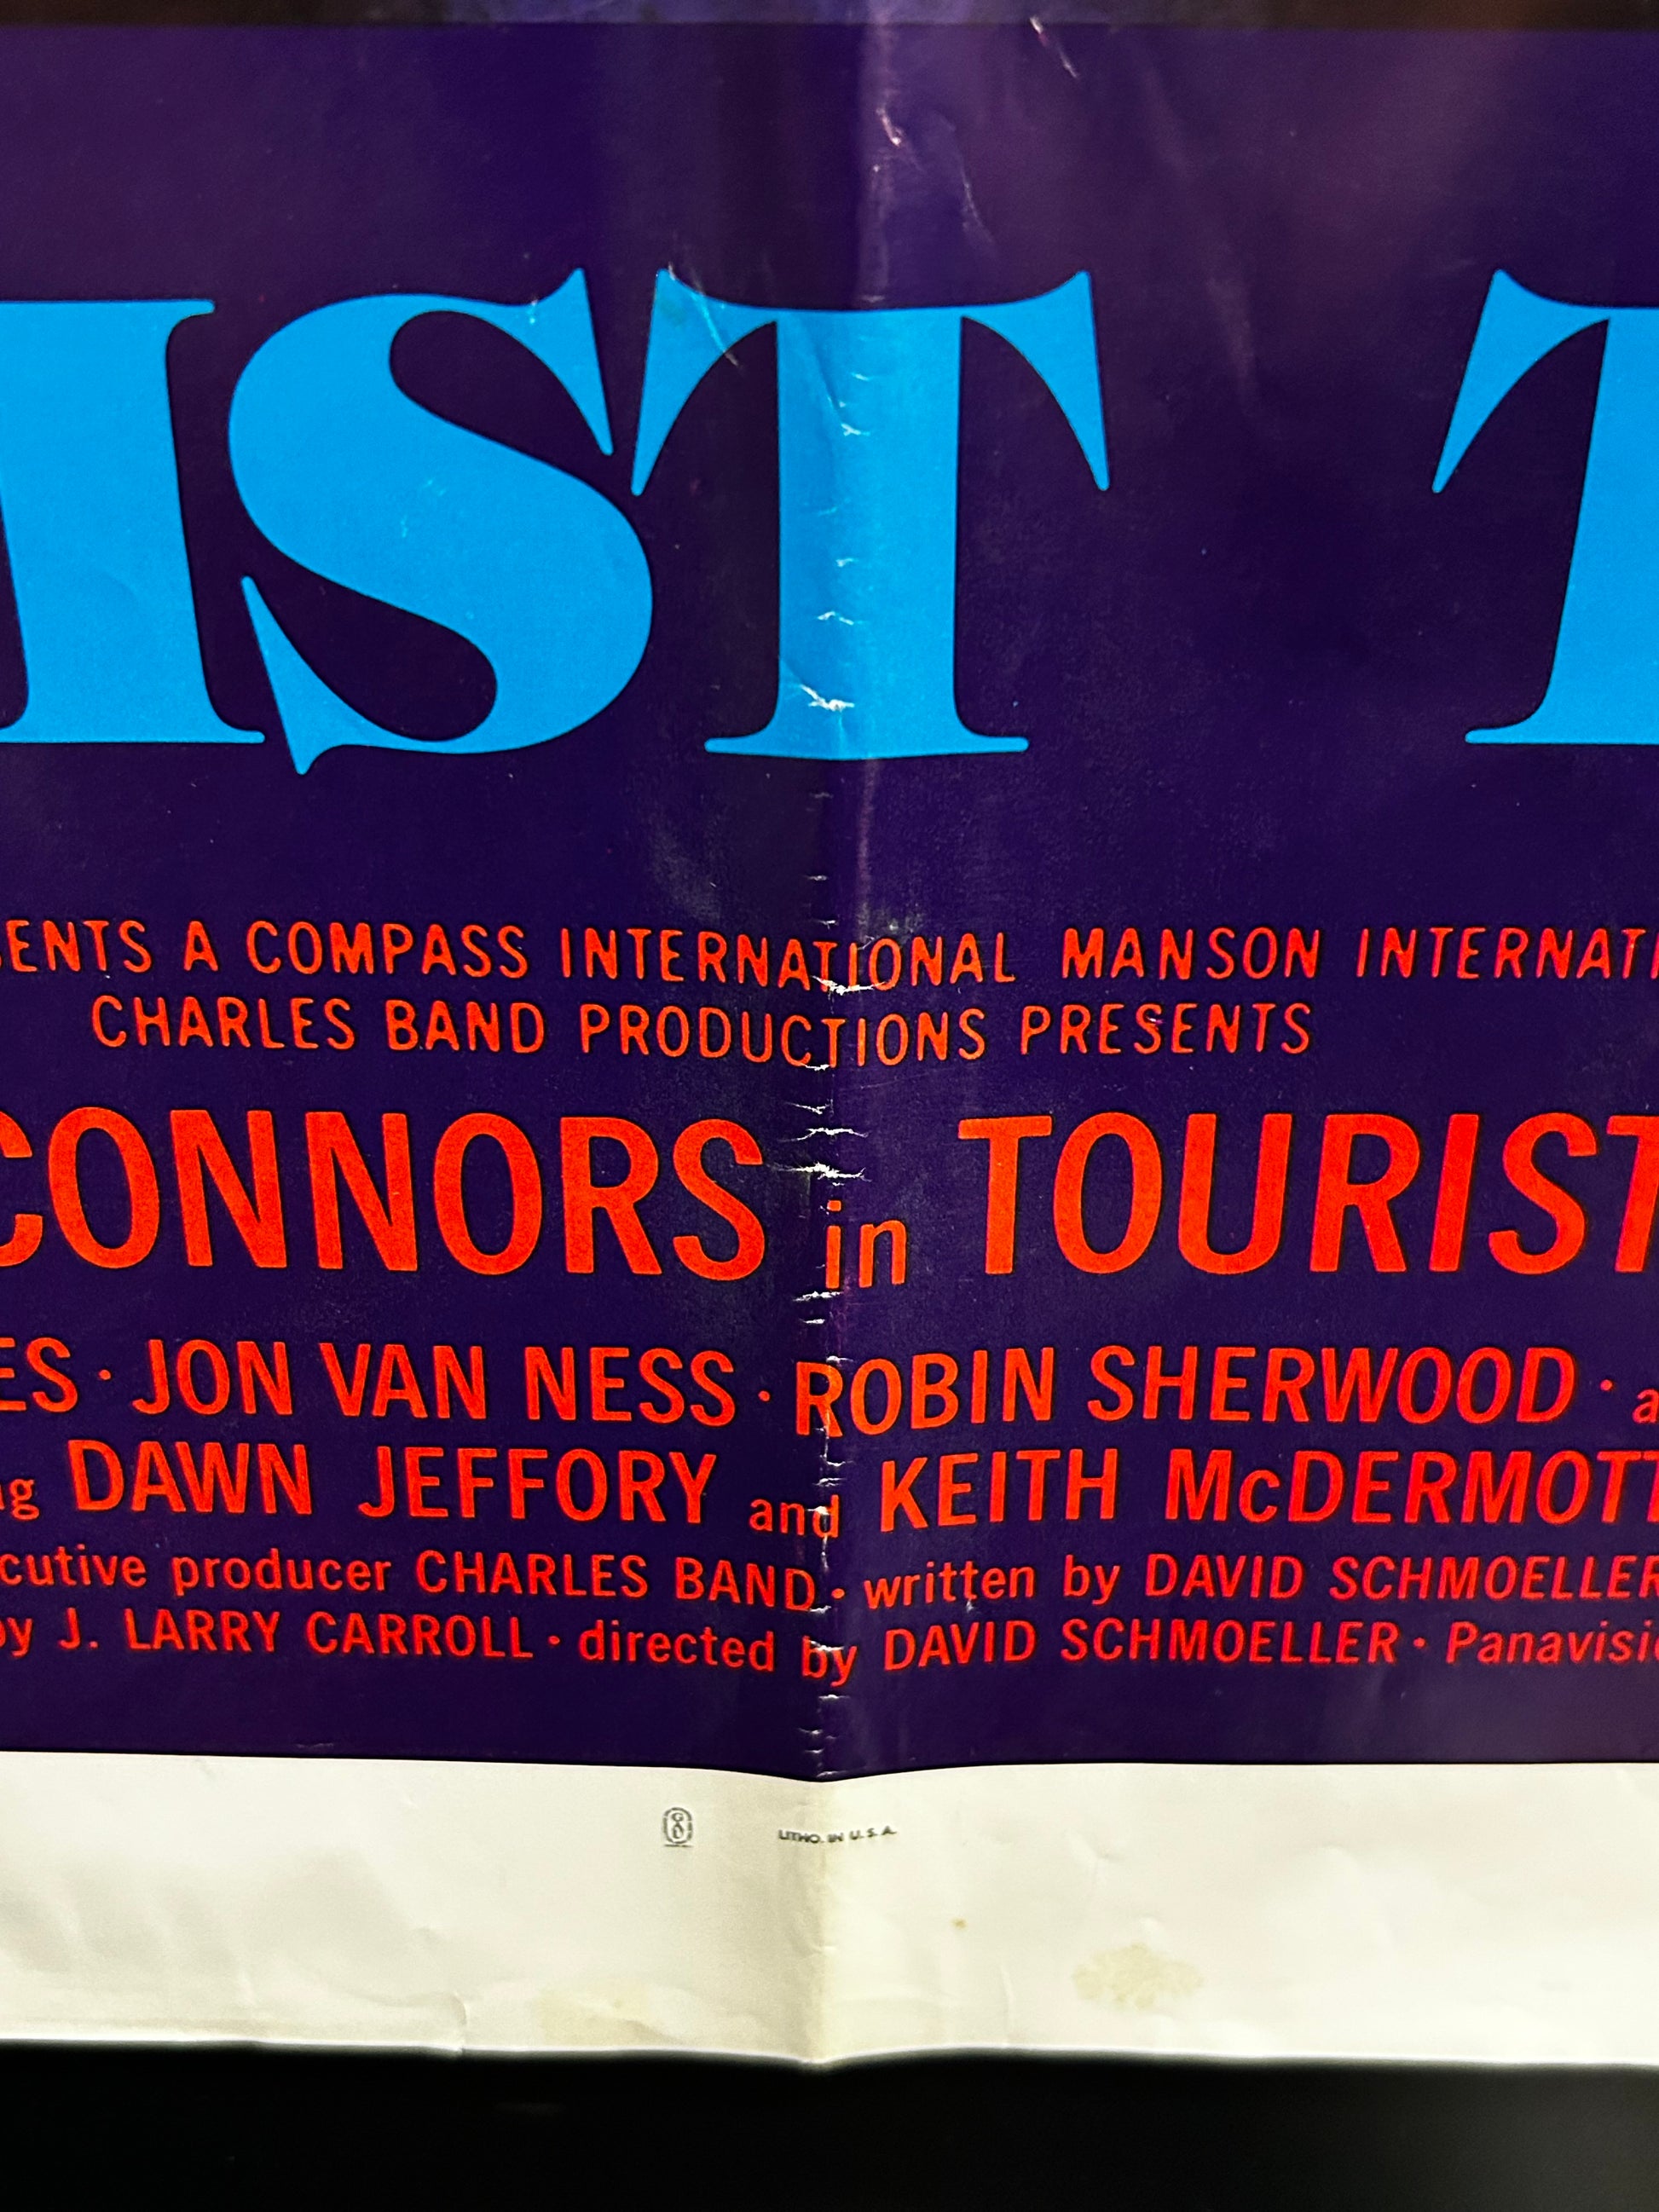 IST T
ENTS A COMPASS INTERNATIONAL MANSON INTERNATI
CHARLES BAND PRODUCTIONS PRESENTS
CONNORS in TOURIST
ES · JON VAN NESS · ROBIN SHERWOOD · a
g DAWN JEFFORY and KEITH McDERMOTT
cutive producer CHARLES BAND · written by DAVID SCHMOELLER
by J. LARRY CARROLL · directed by DAVID SCHMOELLER · Panavisi
LITHO. IN U.S.A.